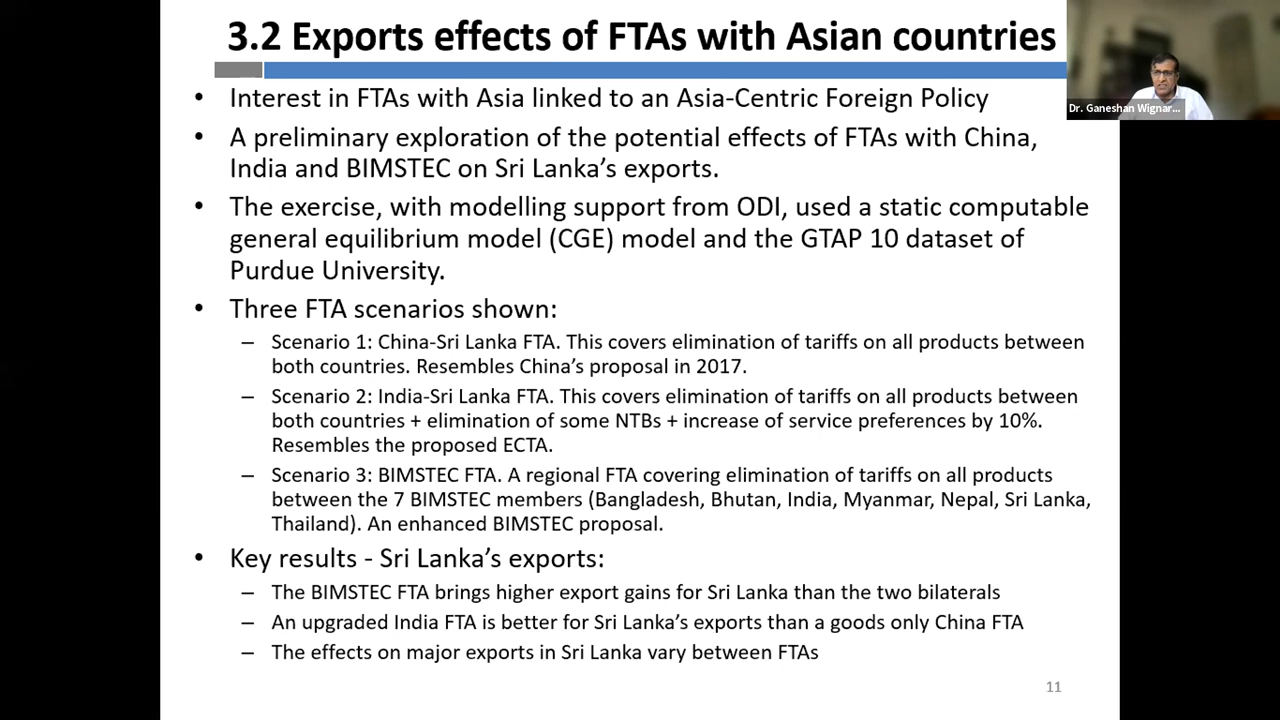 3.2 Exports effects of FTAs with Asian countries
Dr. Ganeshan Wignar...
• Interest in FTAs with Asia linked to an Asia-Centric Foreign Policy
• A preliminary exploration of the potential effects of FTAs with China,
India and BIMSTEC on Sri Lanka’s exports.
• The exercise, with modelling support from ODI, used a static computable
general equilibrium model (CGE) model and the GTAP 10 dataset of
Purdue University.
• Three FTA scenarios shown:
– Scenario 1: China-Sri Lanka FTA. This covers elimination of tariffs on all products between
both countries. Resembles China’s proposal in 2017.
– Scenario 2: India-Sri Lanka FTA. This covers elimination of tariffs on all products between
both countries + elimination of some NTBs + increase of service preferences by 10%.
Resembles the proposed ECTA.
– Scenario 3: BIMSTEC FTA. A regional FTA covering elimination of tariffs on all products
between the 7 BIMSTEC members (Bangladesh, Bhutan, India, Myanmar, Nepal, Sri Lanka,
Thailand). An enhanced BIMSTEC proposal.
• Key results - Sri Lanka’s exports:
– The BIMSTEC FTA brings higher export gains for Sri Lanka than the two bilaterals
– An upgraded India FTA is better for Sri Lanka’s exports than a goods only China FTA
– The effects on major exports in Sri Lanka vary between FTAs
11